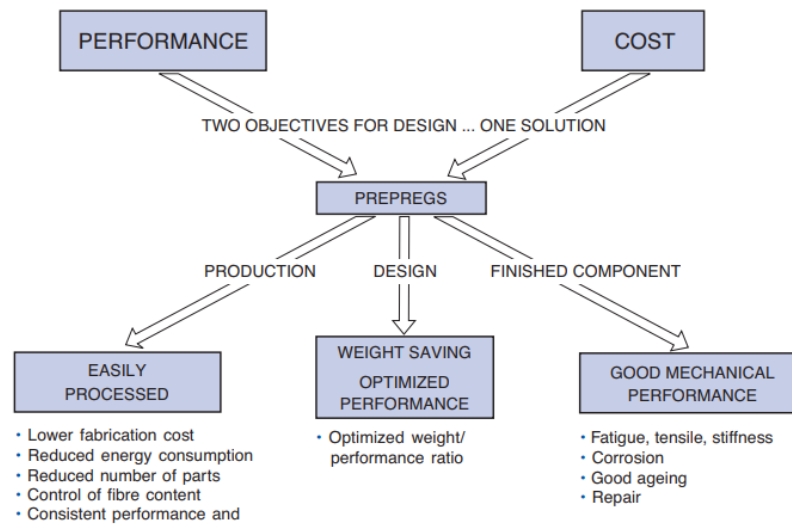 PERFORMANCE
COST
TWO OBJECTIVES FOR DESIGN ... ONE SOLUTION
PREPREGS
PRODUCTION
DESIGN
FINISHED COMPONENT
EASILY
PROCESSED
• Lower fabrication cost
• Reduced energy consumption
• Reduced number of parts
• Control of fibre content
• Consistent performance and
WEIGHT SAVING
OPTIMIZED
PERFORMANCE
• Optimized weight/
performance ratio
GOOD MECHANICAL
PERFORMANCE
• Fatigue, tensile, stiffness
• Corrosion
• Good ageing
• Repair